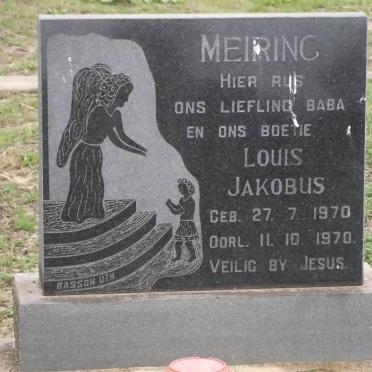 MEIRING
HIER RUS
ONS LIEFLING BABA
EN ONS BOETIE
LOUIS
JAKOBUS
GEB. 27. 7. 1970
OORL. 11. 10. 1970.
VEILIG BY JESUS.
BASSON UTH